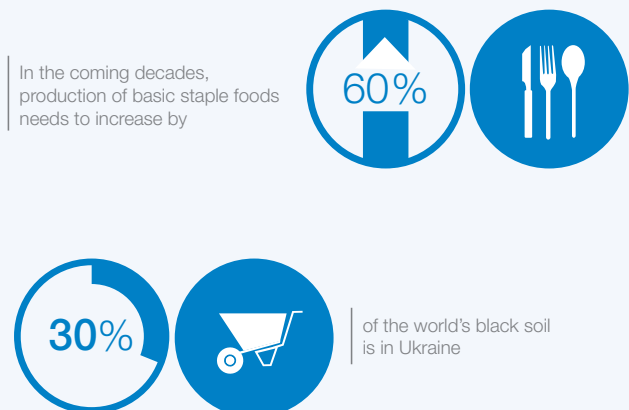 In the coming decades,
production of basic staple foods
needs to increase by
60%
30%
of the world's black soil
is in Ukraine